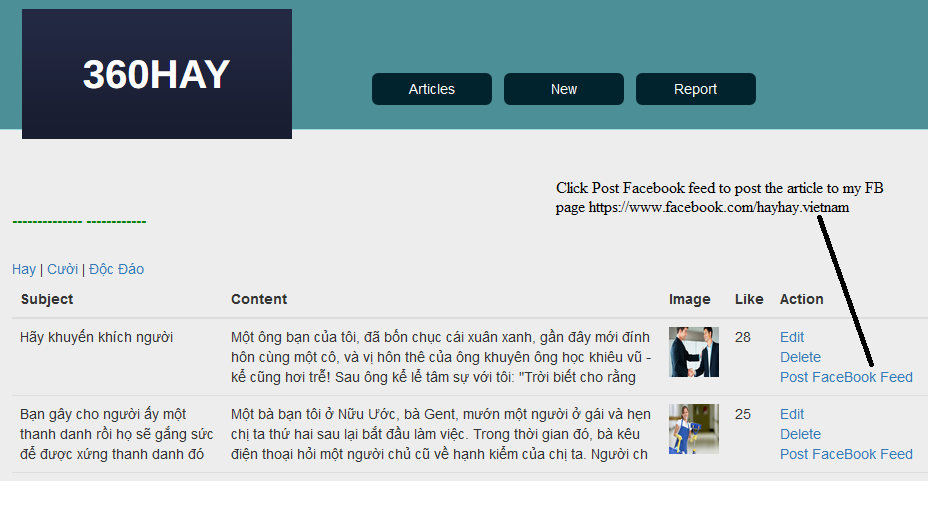 360HAY
Articles
New
Report
Click Post Facebook feed to post the article to my FB
page https://www.facebook.com/hayhay.vietnam
-------------- ------------
Hay | Cười | Độc Đáo
Subject Content Image Like Action
Hãy khuyến khích người
Một ông bạn của tôi, đã bốn chục cái xuân xanh, gần đây mới đính
hôn cùng một cô, và vị hôn thê của ông khuyên ông học khiêu vũ -
kể cũng hơi trễ! Sau ông kể lể tâm sự với tôi: "Trời biết cho rằng
28
Edit
Delete
Post FaceBook Feed
Bạn gây cho người ấy một
thanh danh rồi họ sẽ gắng sức
để được xứng thanh danh đó
Một bà bạn tôi ở Nữu Ước, bà Gent, mướn một người ở gái và hẹn
chị ta thứ hai sau lại bắt đầu làm việc. Trong thời gian đó, bà kêu
điện thoại hỏi một người chủ cũ về hạnh kiểm của chị ta. Người ch
25
Edit
Delete
Post FaceBook Feed